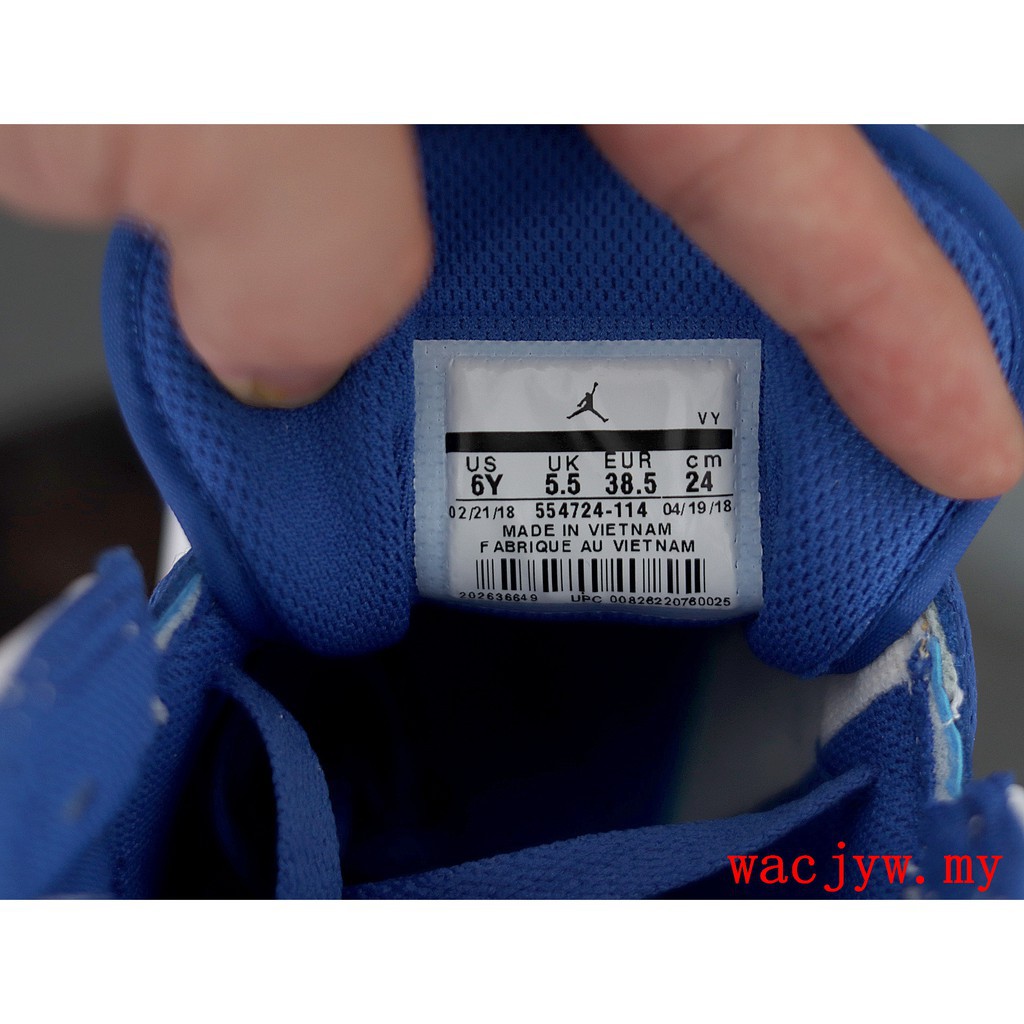 VY
US UK EUR cm
6Y 5.5 38.5 24
02/21/18 554724-114 04/19/18
MADE IN VIETNAM
FABRIQUE AU VIETNAM
202636649 UPC 00826220760025
wacjyw.my